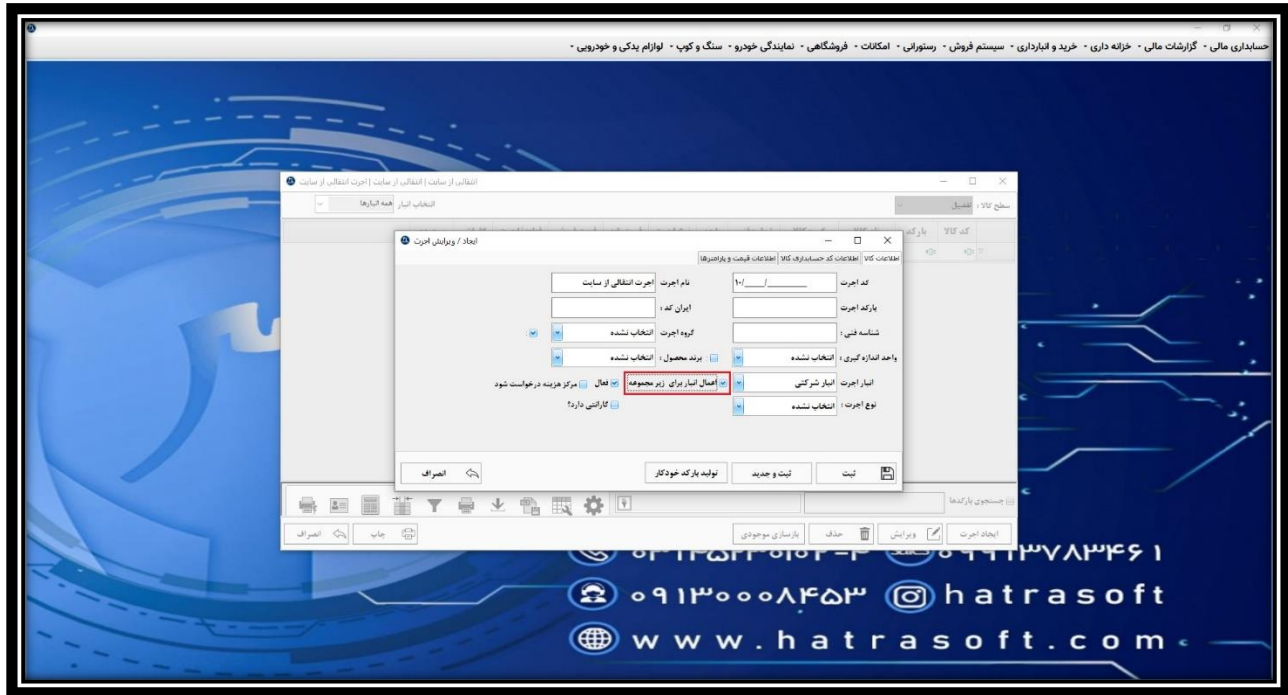 حسابداری مالی - گزارشات مالی - خزانه داری - خرید و انبارداری - سیستم فروش - رستورانی - امکانات - فروشگاهی - نمایندگی خودرو - سنگ و کوپ - لوازم یدکی و خودرویی -
انتقالی از سایت | انتقالی از سایت | اجرت انتقالی از سایت
سطح کالا : تفصیل انتخاب انبار همه انبارها
کد کالا بارکد
ایجاد / ویرایش اجرت
اطلاعات کالا اطلاعات کد حسابداری کالا اطلاعات قیمت و پارامترها
کد اجرت ۱۰/____/________ نام اجرت اجرت انتقالی از سایت
بارکد اجرت ایران کد :
شناسه فنی : گروه اجرت انتخاب نشده
واحد اندازه گیری : انتخاب نشده برند محصول : انتخاب نشده
انبار اجرت انبار شرکتی اعمال انبار برای زیر مجموعه فعال مرکز هزینه درخواست شود
نوع اجرت : انتخاب نشده گارانتی دارد؟
ثبت ثبت و جدید تولید بارکد خودکار انصراف
جستجوی بارکدها
ایجاد اجرت ویرایش حذف بازسازی موجودی چاپ انصراف
۰۹۱۳۰۰۰۸۴۵۳ hatrasoft
www.hatrasoft.com